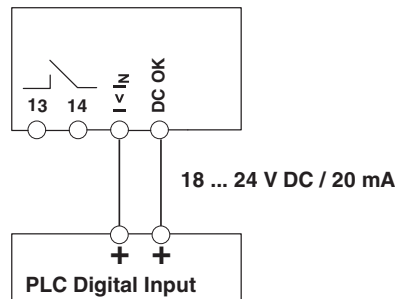 13 14 I < IN DC OK
18 ... 24 V DC / 20 mA
+ +
PLC Digital Input